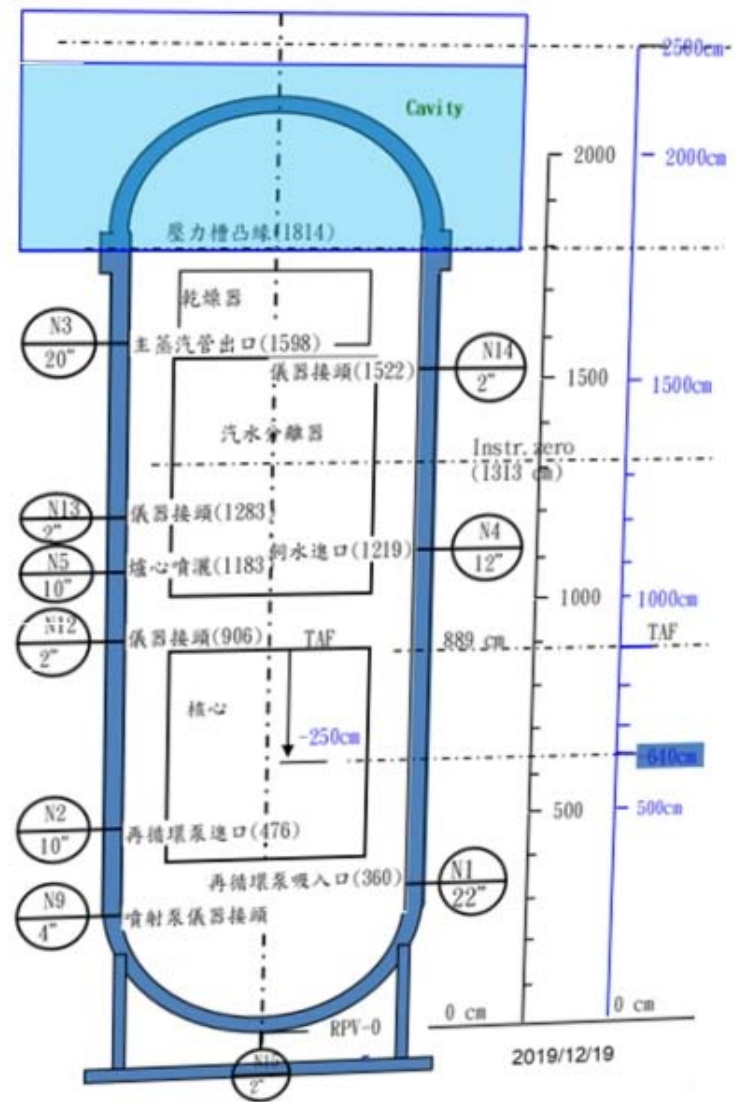 2500cm
Cavity
2000
2000cm
壓力槽凸緣(1814)
乾燥器
N3
20"
主蒸汽管出口(1598)
N14
2"
儀器接頭(1522)
1500
1500cm
汽水分離器
Instr. zero
(1313 cm)
N13
2"
儀器接頭(1283)
飼水進口(1219)
N4
12"
N5
10"
爐心噴灑(1183)
1000
1000cm
N12
2"
儀器接頭(906)
TAF
889 cm
TAF
核心
-250cm
-640cm
500
500cm
N2
10"
再循環泵進口(476)
再循環泵吸入口(360)
N1
22"
N9
4"
噴射泵儀器接頭
0 cm
0 cm
RPV-0
N15
2"
2019/12/19